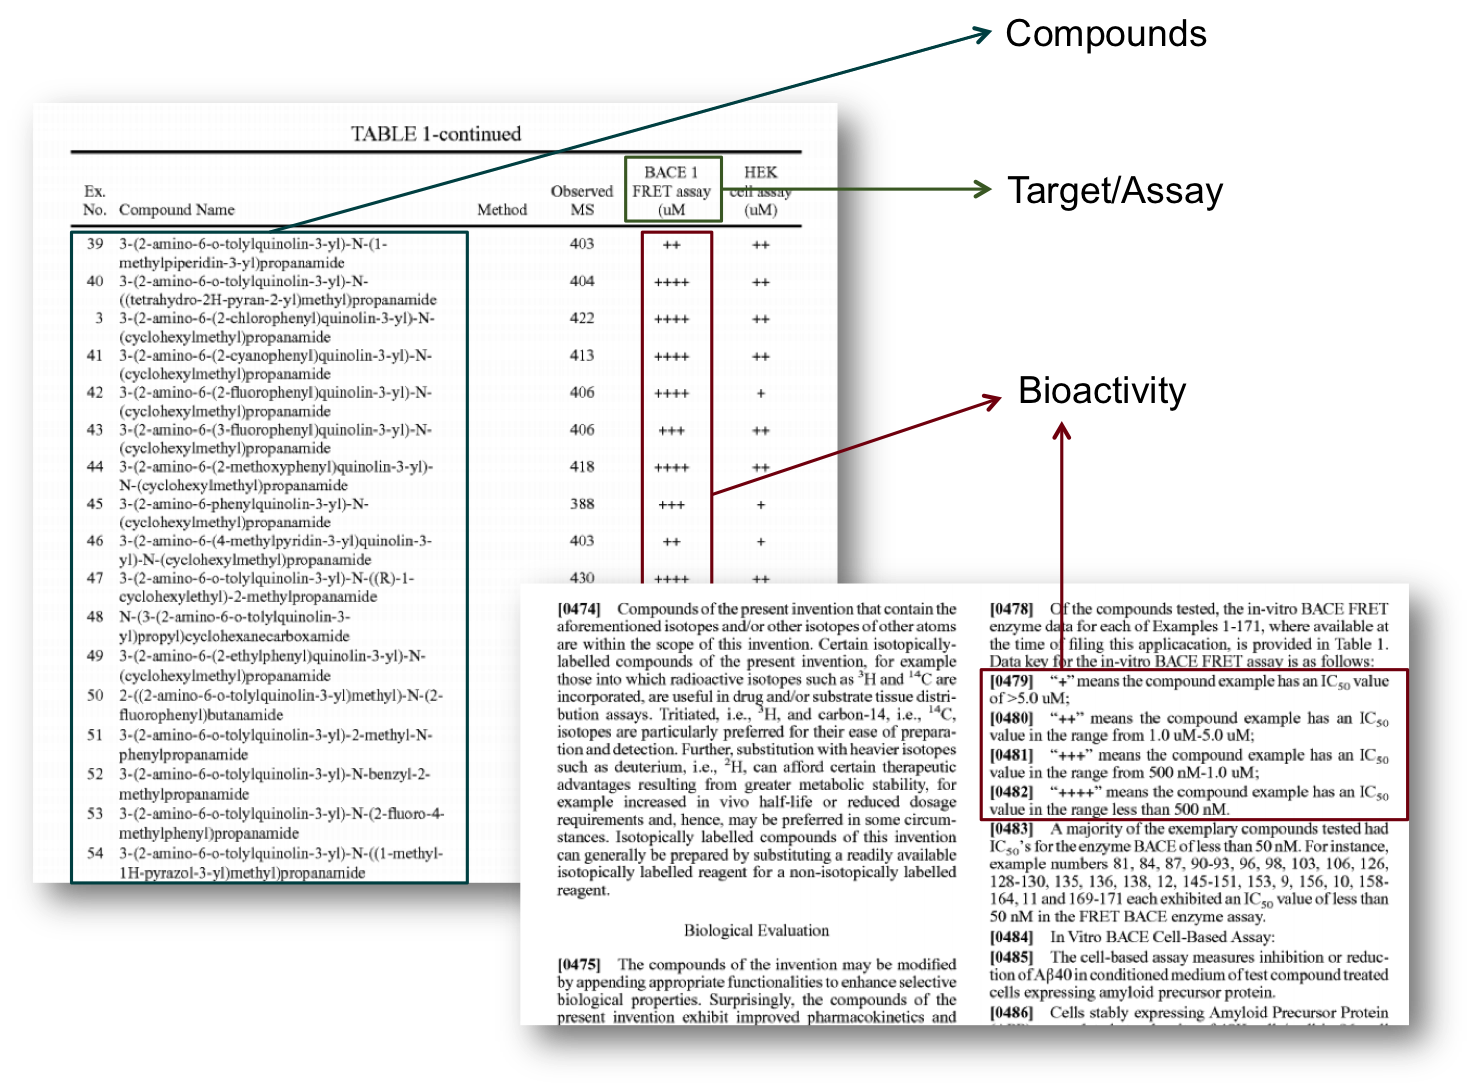 Compounds
TABLE 1-continued
Ex. No. Compound Name Method Observed MS BACE 1 FRET assay (uM HEK cell assay (uM)
39 3-(2-amino-6-o-tolylquinolin-3-yl)-N-(1- 403 ++ ++
methylpiperidin-3-yl)propanamide
40 3-(2-amino-6-o-tolylquinolin-3-yl)-N- 404 ++++ ++
((tetrahydro-2H-pyran-2-yl)methyl)propanamide
3 3-(2-amino-6-(2-chlorophenyl)quinolin-3-yl)-N- 422 ++++ ++
(cyclohexylmethyl)propanamide
41 3-(2-amino-6-(2-cyanophenyl)quinolin-3-yl)-N- 413 ++++ ++
(cyclohexylmethyl)propanamide
42 3-(2-amino-6-(2-fluorophenyl)quinolin-3-yl)-N- 406 ++++ +
(cyclohexylmethyl)propanamide
43 3-(2-amino-6-(3-fluorophenyl)quinolin-3-yl)-N- 406 +++ ++
(cyclohexylmethyl)propanamide
44 3-(2-amino-6-(2-methoxyphenyl)quinolin-3-yl)- 418 ++++ ++
N-(cyclohexylmethyl)propanamide
45 3-(2-amino-6-phenylquinolin-3-yl)-N- 388 +++ +
(cyclohexylmethyl)propanamide
46 3-(2-amino-6-(4-methylpyridin-3-yl)quinolin-3- 403 ++ +
yl)-N-(cyclohexylmethyl)propanamide
47 3-(2-amino-6-o-tolylquinolin-3-yl)-N-((R)-1- 430 ++++ ++
cyclohexylethyl)-2-methylpropanamide
48 N-(3-(2-amino-6-o-tolylquinolin-3-
yl)propyl)cyclohexanecarboxamide
49 3-(2-amino-6-(2-ethylphenyl)quinolin-3-yl)-N-
(cyclohexylmethyl)propanamide
50 2-((2-amino-6-o-tolylquinolin-3-yl)methyl)-N-(2-
fluorophenyl)butanamide
51 3-(2-amino-6-o-tolylquinolin-3-yl)-2-methyl-N-
phenylpropanamide
52 3-(2-amino-6-o-tolylquinolin-3-yl)-N-benzyl-2-
methylpropanamide
53 3-(2-amino-6-o-tolylquinolin-3-yl)-N-(2-fluoro-4-
methylphenyl)propanamide
54 3-(2-amino-6-o-tolylquinolin-3-yl)-N-((1-methyl-
1H-pyrazol-3-yl)methyl)propanamide
Target/Assay
Bioactivity
[0474] Compounds of the present invention that contain the
aforementioned isotopes and/or other isotopes of other atoms
are within the scope of this invention. Certain isotopically-
labelled compounds of the present invention, for example
those into which radioactive isotopes such as ³H and ¹⁴C are
incorporated, are useful in drug and/or substrate tissue distri-
bution assays. Tritiated, i.e., ³H, and carbon-14, i.e., ¹⁴C,
isotopes are particularly preferred for their ease of prepara-
tion and detection. Further, substitution with heavier isotopes
such as deuterium, i.e., ²H, can afford certain therapeutic
advantages resulting from greater metabolic stability, for
example increased in vivo half-life or reduced dosage
requirements and, hence, may be preferred in some circum-
stances. Isotopically labelled compounds of this invention
can generally be prepared by substituting a readily available
isotopically labelled reagent for a non-isotopically labelled
reagent.
Biological Evaluation
[0475] The compounds of the invention may be modified
by appending appropriate functionalities to enhance selective
biological properties. Surprisingly, the compounds of the
present invention exhibit improved pharmacokinetics and
[0478] Of the compounds tested, the in-vitro BACE FRET
enzyme data for each of Examples 1-171, where available at
the time of filing this applicacation, is provided in Table 1.
Data key for the in-vitro BACE FRET assay is as follows:
[0479] “+” means the compound example has an IC₅₀ value
of >5.0 uM;
[0480] “++” means the compound example has an IC₅₀
value in the range from 1.0 uM-5.0 uM;
[0481] “+++” means the compound example has an IC₅₀
value in the range from 500 nM-1.0 uM;
[0482] “++++” means the compound example has an IC₅₀
value in the range less than 500 nM.
[0483] A majority of the exemplary compounds tested had
IC₅₀’s for the enzyme BACE of less than 50 nM. For instance,
example numbers 81, 84, 87, 90-93, 96, 98, 103, 106, 126,
128-130, 135, 136, 138, 12, 145-151, 153, 9, 156, 10, 158-
164, 11 and 169-171 each exhibited an IC₅₀ value of less than
50 nM in the FRET BACE enzyme assay.
[0484] In Vitro BACE Cell-Based Assay:
[0485] The cell-based assay measures inhibition or reduc-
tion of Aβ40 in conditioned medium of test compound treated
cells expressing amyloid precursor protein.
[0486] Cells stably expressing Amyloid Precursor Protein